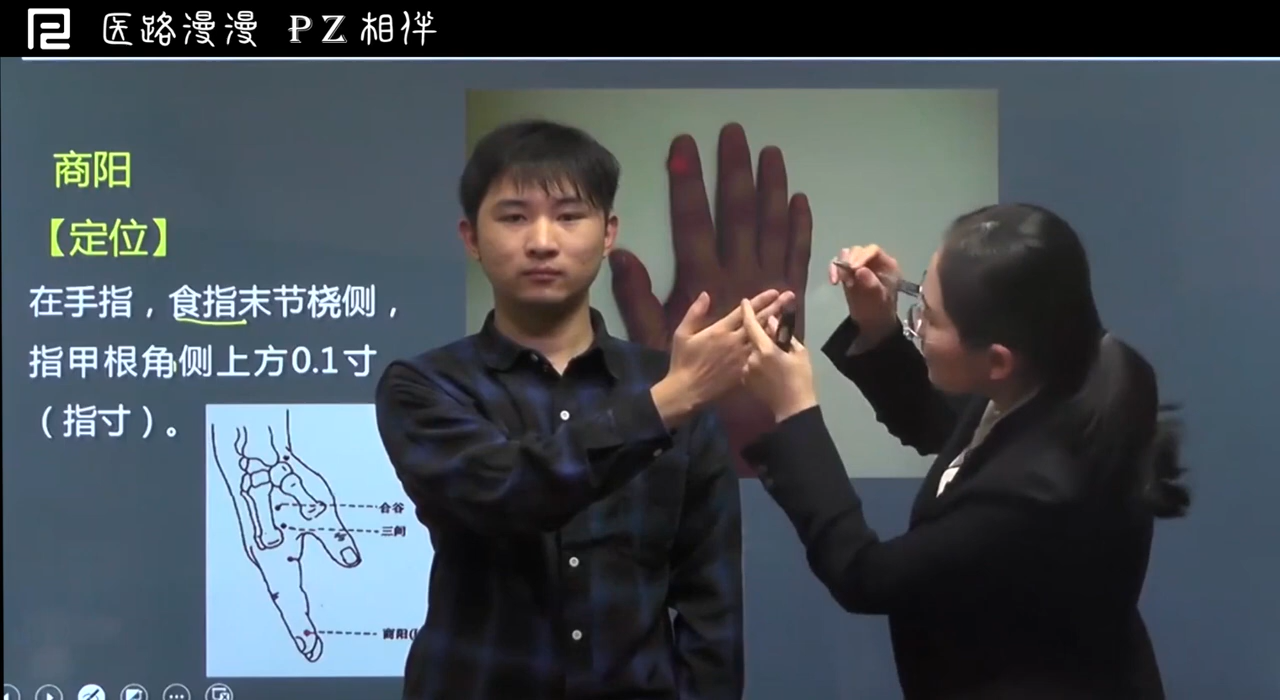 医路漫漫 PZ相伴
商阳
【定位】
在手指，食指末节桡侧，
指甲根角侧上方0.1寸
（指寸）。
合谷
三间
商阳